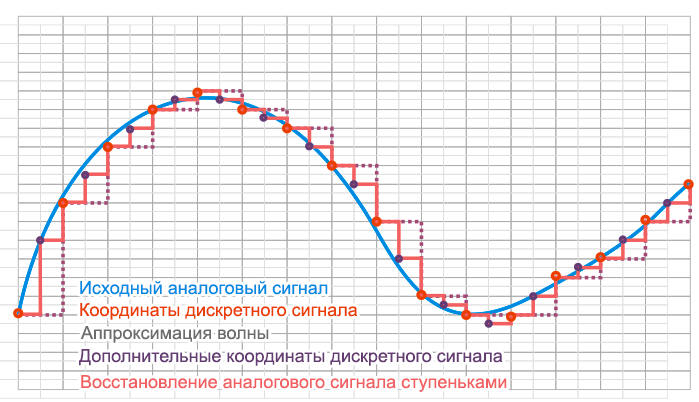 Исходный аналоговый сигнал
Координаты дискретного сигнала
Аппроксимация волны
Дополнительные координаты дискретного сигнала
Восстановление аналогового сигнала ступеньками